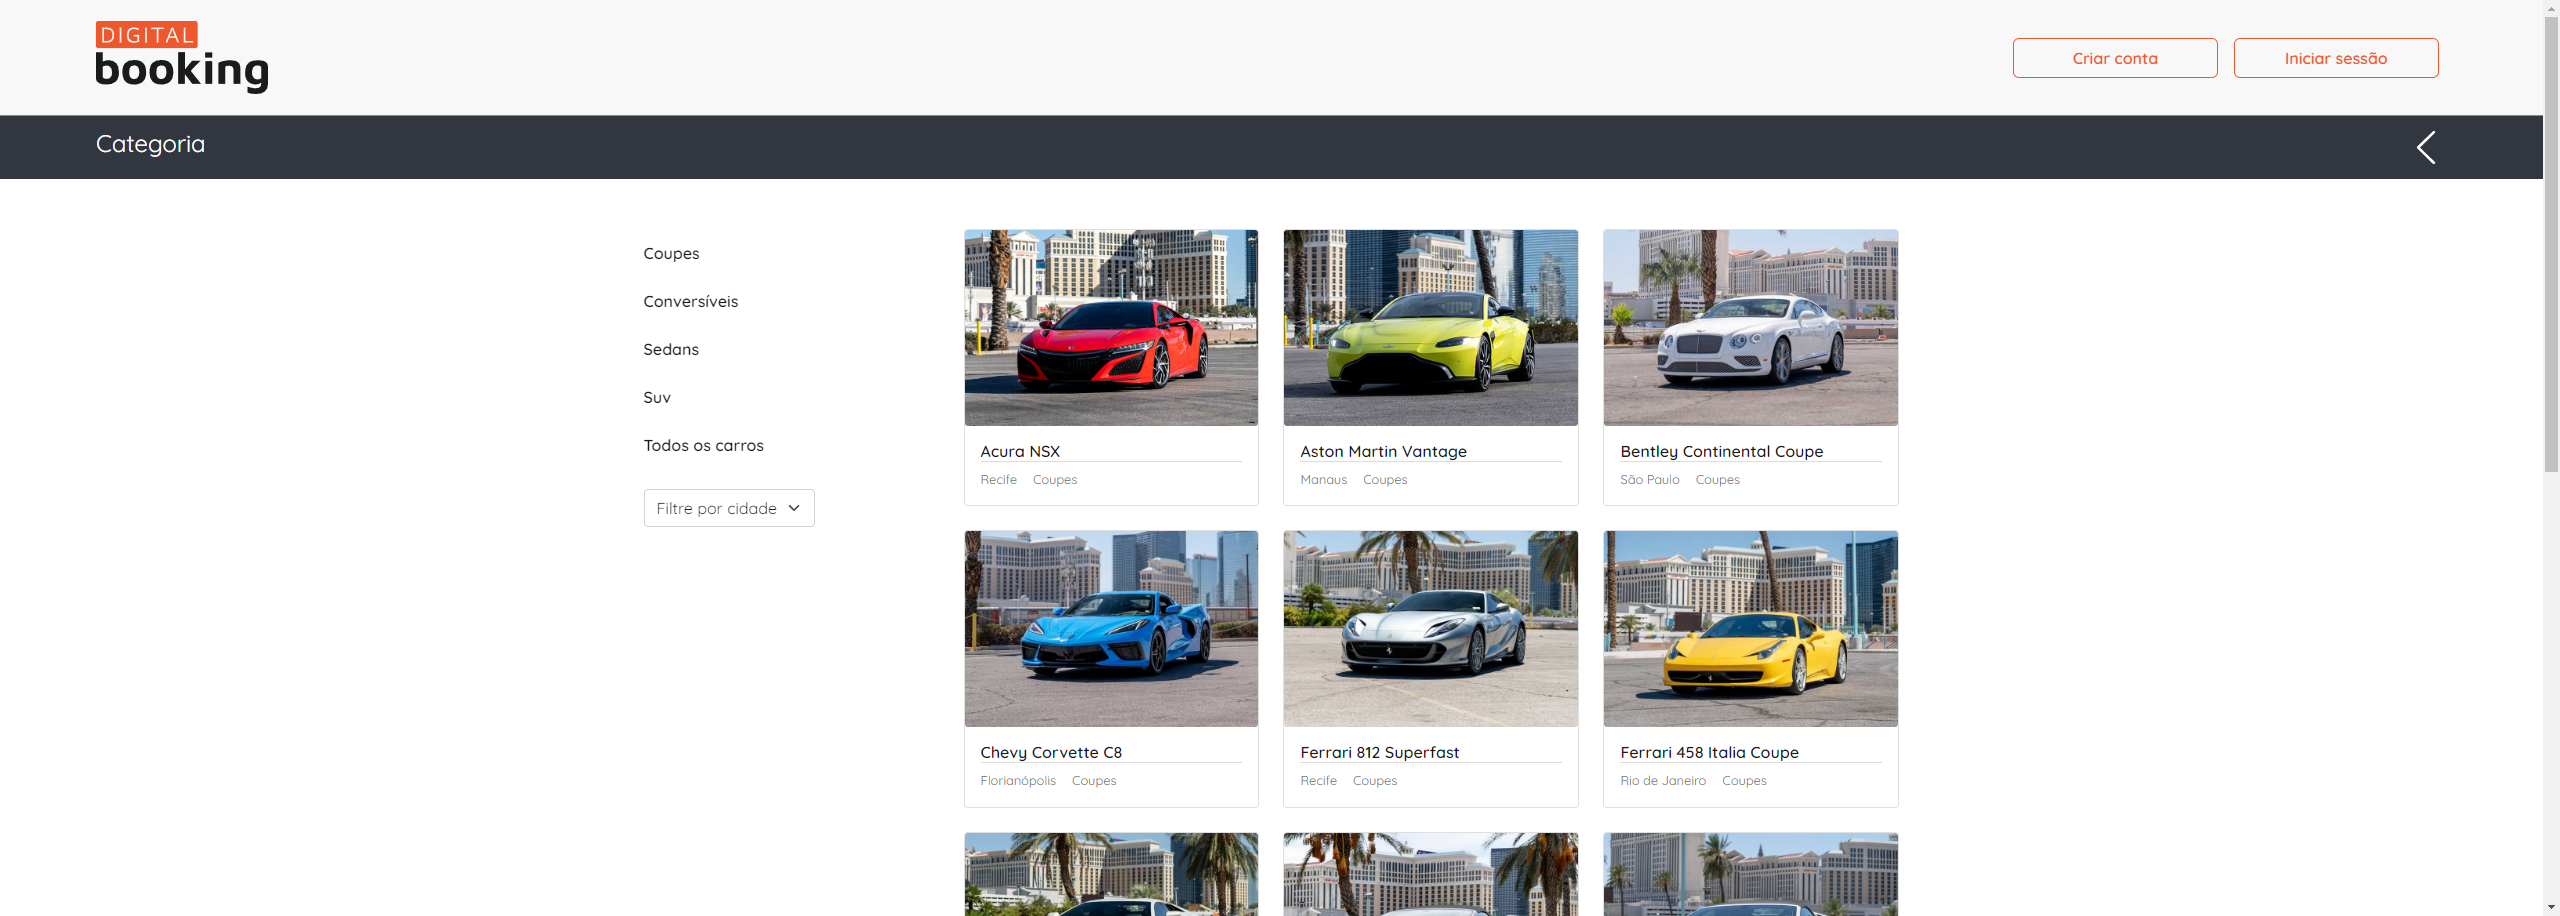 DIGITAL
booking
Criar conta
Iniciar sessão
Categoria
Coupes
Conversíveis
Sedans
Suv
Todos os carros
Filtre por cidade
Acura NSX
Recife Coupes
Aston Martin Vantage
Manaus Coupes
Bentley Continental Coupe
São Paulo Coupes
Chevy Corvette C8
Florianópolis Coupes
Ferrari 812 Superfast
Recife Coupes
Ferrari 458 Italia Coupe
Rio de Janeiro Coupes